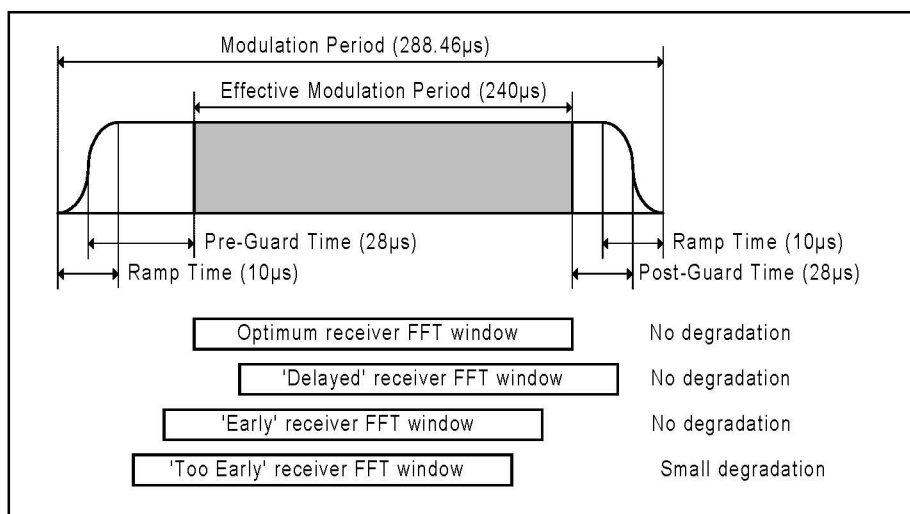 Modulation Period (288.46µs)
Effective Modulation Period (240µs)
Pre-Guard Time (28µs)
Ramp Time (10µs)
Ramp Time (10µs)
Post-Guard Time (28µs)
Optimum receiver FFT window
No degradation
'Delayed' receiver FFT window
No degradation
'Early' receiver FFT window
No degradation
'Too Early' receiver FFT window
Small degradation